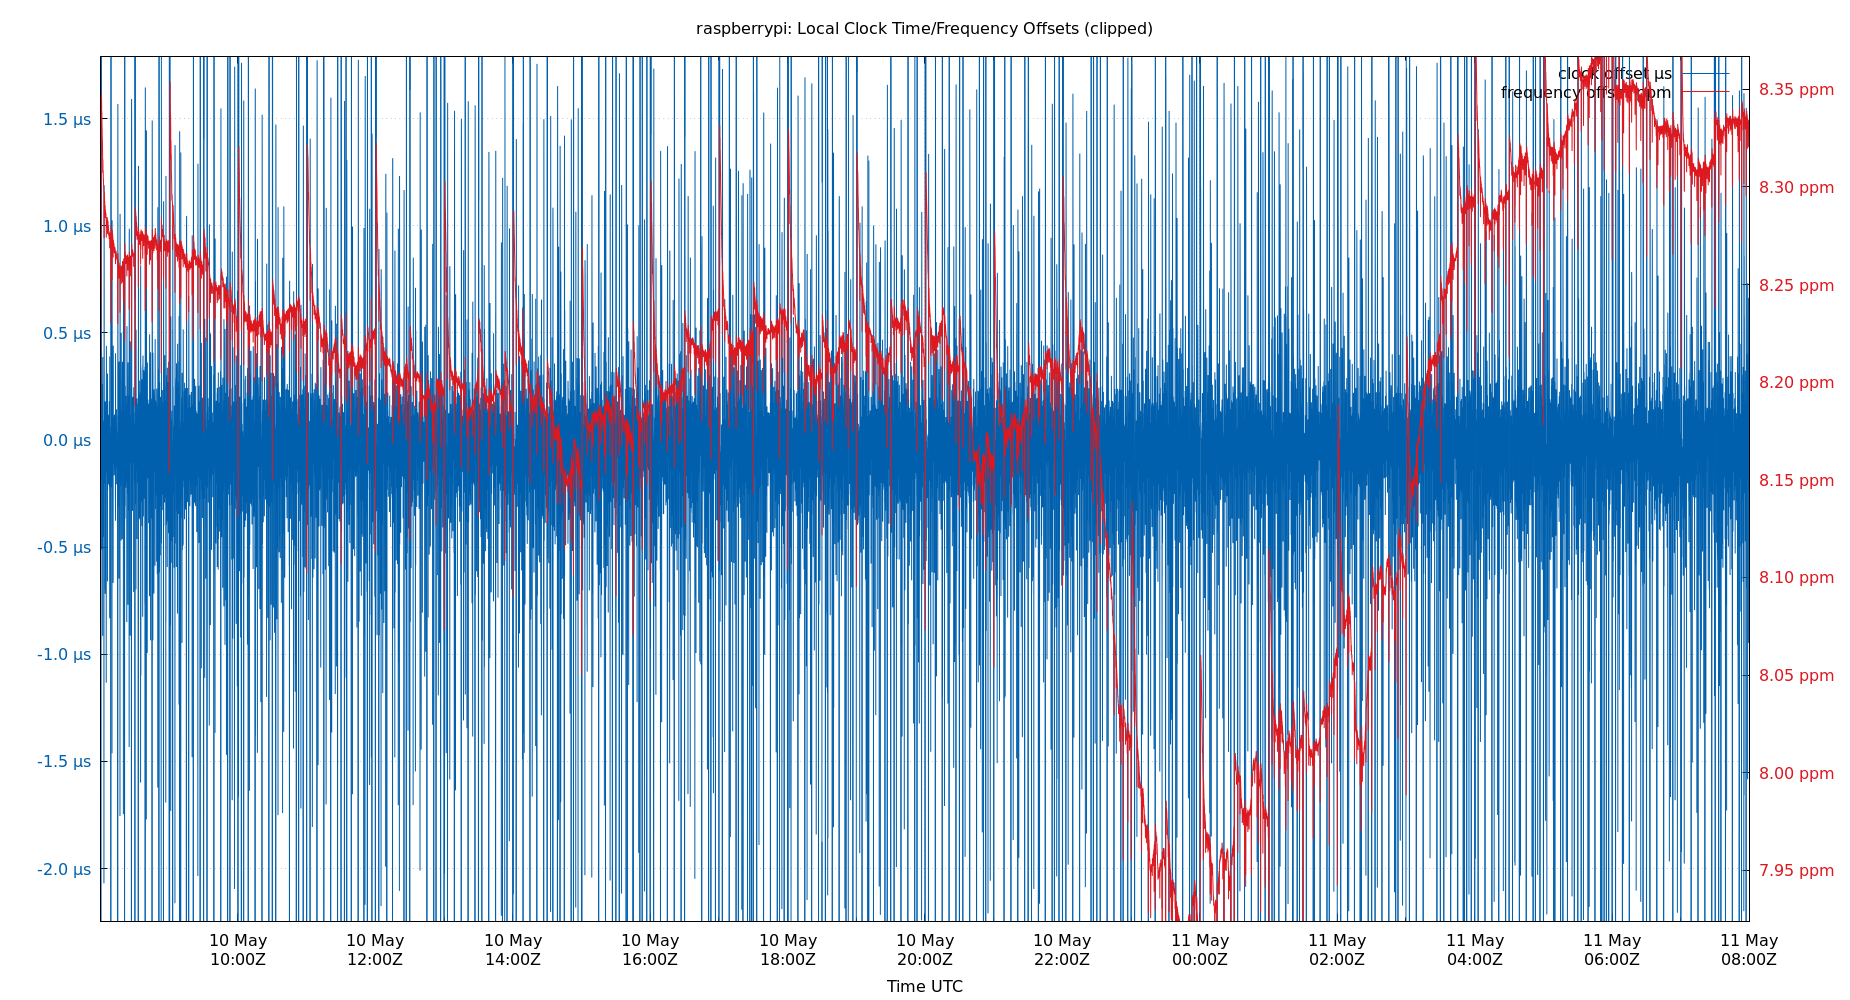 raspberrypi: Local Clock Time/Frequency Offsets (clipped)
clock offset µs
frequency offset ppm
1.5 µs
1.0 µs
0.5 µs
0.0 µs
-0.5 µs
-1.0 µs
-1.5 µs
-2.0 µs
8.35 ppm
8.30 ppm
8.25 ppm
8.20 ppm
8.15 ppm
8.10 ppm
8.05 ppm
8.00 ppm
7.95 ppm
10 May 10 May 10 May 10 May 10 May 10 May 10 May 11 May 11 May 11 May 11 May 11 May
10:00Z 12:00Z 14:00Z 16:00Z 18:00Z 20:00Z 22:00Z 00:00Z 02:00Z 04:00Z 06:00Z 08:00Z
Time UTC